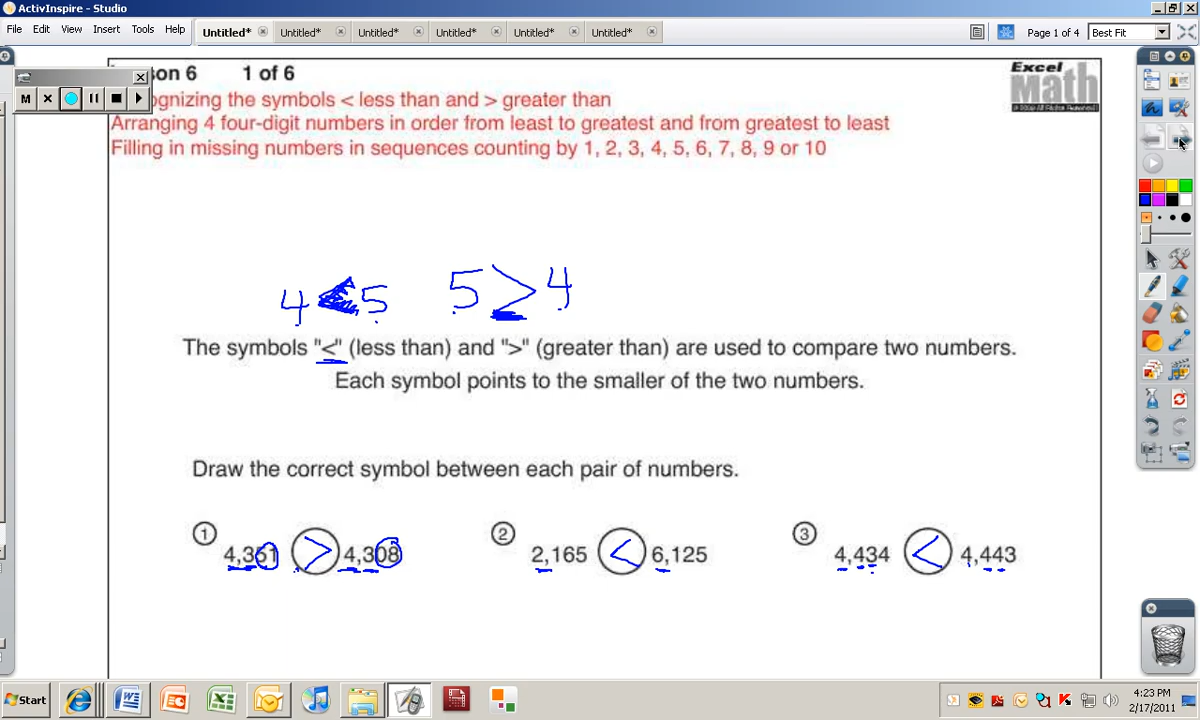 ActivInspire - Studio
File Edit View Insert Tools Help
Untitled* Untitled* Untitled* Untitled* Untitled* Untitled*
Page 1 of 4 Best Fit
M
son 6 1 of 6
Excel
Math
ognizing the symbols < less than and > greater than
Arranging 4 four-digit numbers in order from least to greatest and from greatest to least
Filling in missing numbers in sequences counting by 1, 2, 3, 4, 5, 6, 7, 8, 9 or 10
4 < 5 5 > 4
The symbols "<" (less than) and ">" (greater than) are used to compare two numbers.
Each symbol points to the smaller of the two numbers.
Draw the correct symbol between each pair of numbers.
1 4,351 > 4,308
2 2,165 < 6,125
3 4,434 < 4,443
Start
4:23 PM
2/17/2011